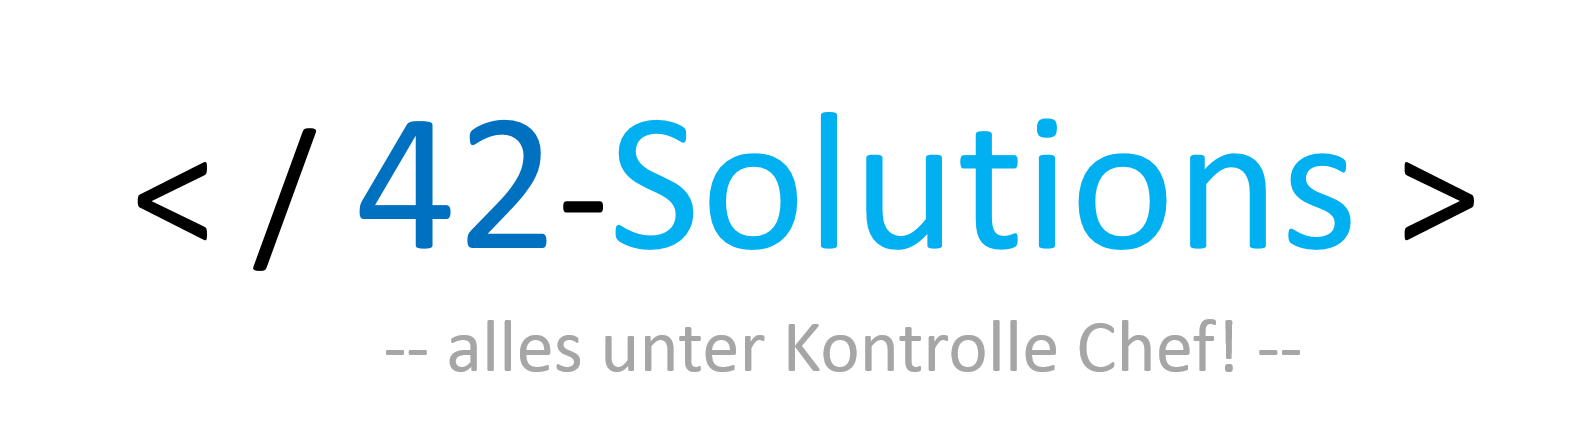 < / 42-Solutions >
-- alles unter Kontrolle Chef! --